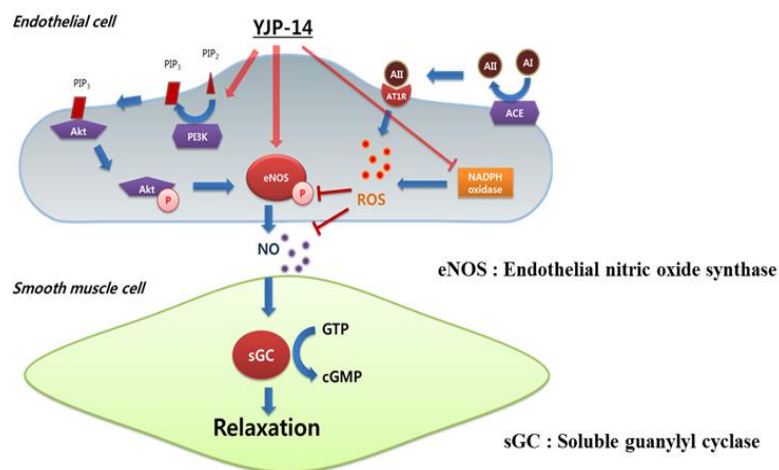 Endothelial cell
YJP-14
PIP3
PIP2
PIP3
AII
AII
AI
AT1R
ACE
Akt
PI3K
Akt
P
eNOS
P
ROS
NADPH
oxidase
NO
eNOS : Endothelial nitric oxide synthase
Smooth muscle cell
GTP
sGC
cGMP
Relaxation
sGC : Soluble guanylyl cyclase